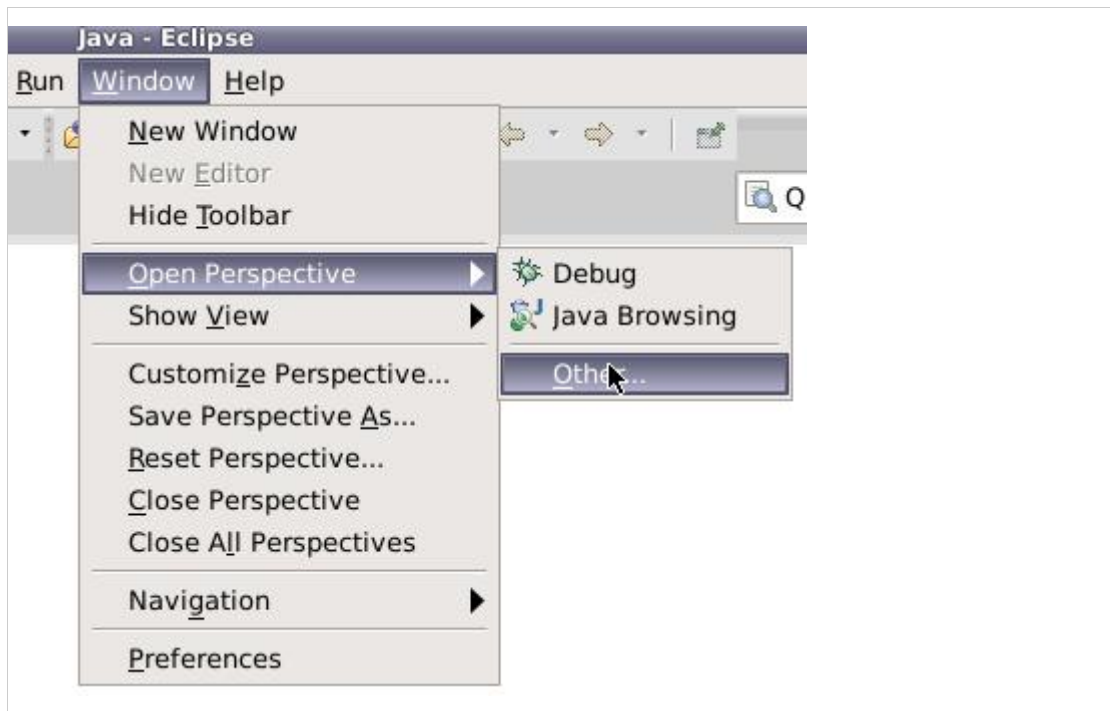 Java - Eclipse
Run Window Help
New Window
New Editor
Hide Toolbar
Q
Open Perspective
Debug
Show View
Java Browsing
Customize Perspective...
Other...
Save Perspective As...
Reset Perspective...
Close Perspective
Close All Perspectives
Navigation
Preferences